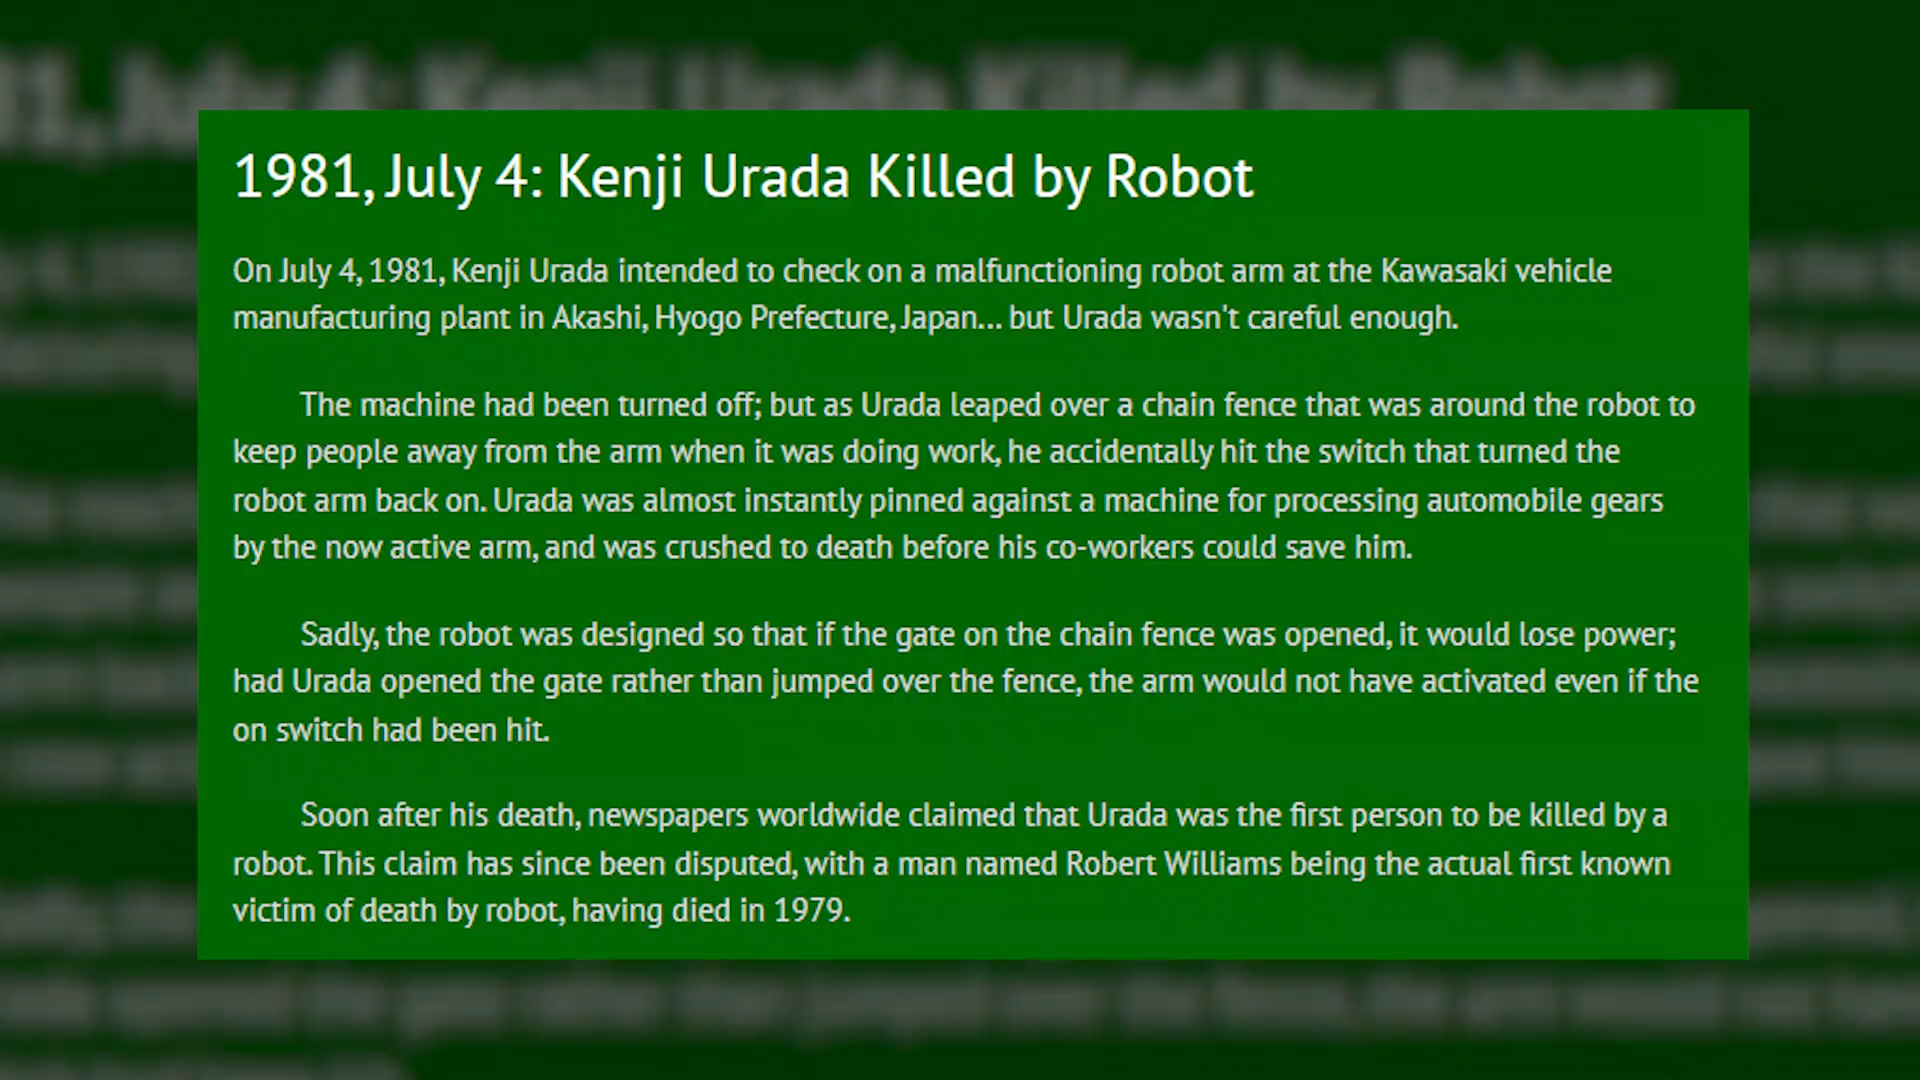 1981, July 4: Kenji Urada Killed by Robot
On July 4, 1981, Kenji Urada intended to check on a malfunctioning robot arm at the Kawasaki vehicle
manufacturing plant in Akashi, Hyogo Prefecture, Japan... but Urada wasn't careful enough.
The machine had been turned off; but as Urada leaped over a chain fence that was around the robot to
keep people away from the arm when it was doing work, he accidentally hit the switch that turned the
robot arm back on. Urada was almost instantly pinned against a machine for processing automobile gears
by the now active arm, and was crushed to death before his co-workers could save him.
Sadly, the robot was designed so that if the gate on the chain fence was opened, it would lose power;
had Urada opened the gate rather than jumped over the fence, the arm would not have activated even if the
on switch had been hit.
Soon after his death, newspapers worldwide claimed that Urada was the first person to be killed by a
robot. This claim has since been disputed, with a man named Robert Williams being the actual first known
victim of death by robot, having died in 1979.